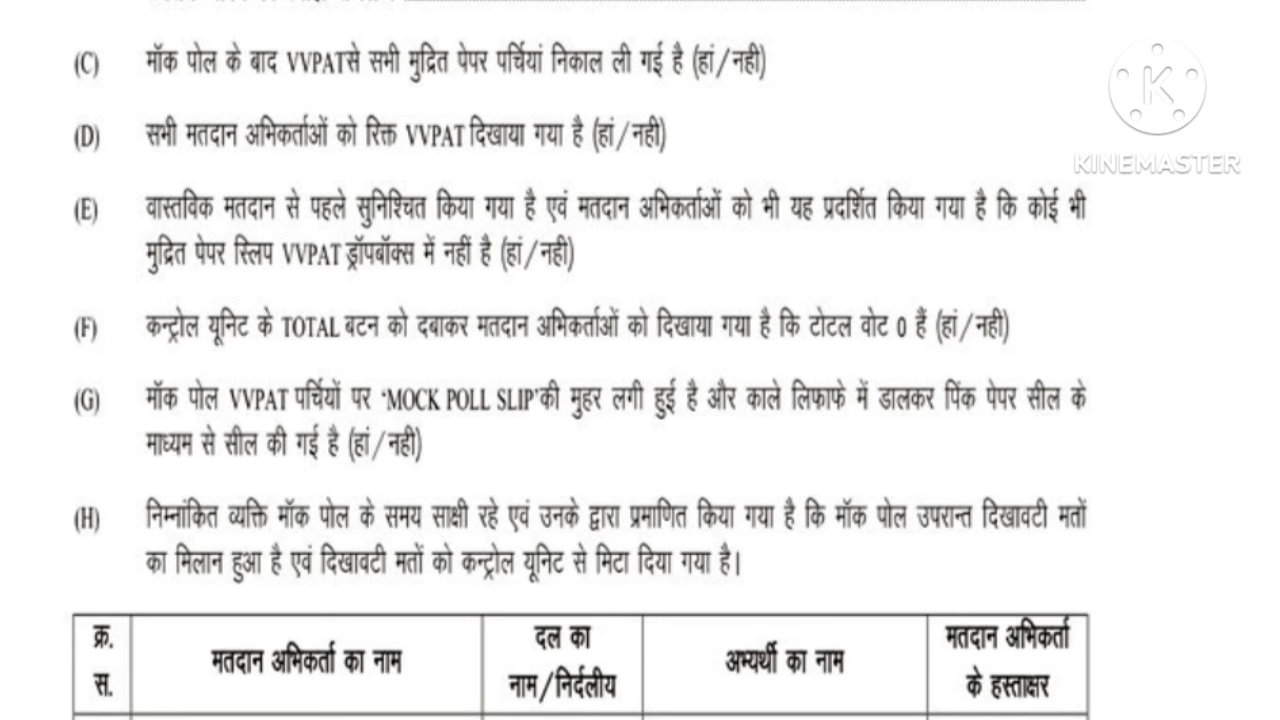 (C) मॉक पोल के बाद VVPATसे सभी मुद्रित पेपर पर्चियां निकाल ली गई है (हां/नही)
K
KINEMASTER
(D) सभी मतदान अभिकर्ताओं को रिक्त VVPAT दिखाया गया है (हां/नही)
(E) वास्तविक मतदान से पहले सुनिश्चित किया गया है एवं मतदान अभिकर्ताओं को भी यह प्रदर्शित किया गया है कि कोई भी
मुद्रित पेपर स्लिप VVPAT ड्रॉपबॉक्स में नहीं है (हां/नही)
(F) कन्ट्रोल यूनिट के TOTAL बटन को दबाकर मतदान अभिकर्ताओं को दिखाया गया है कि टोटल वोट 0 हैं (हां/नही)
(G) मॉक पोल VVPAT पर्चियों पर 'MOCK POLL SLIP'की मुहर लगी हुई है और काले लिफाफे में डालकर पिंक पेपर सील के
माध्यम से सील की गई है (हां/नही)
(H) निम्नांकित व्यक्ति मॉक पोल के समय साक्षी रहे एवं उनके द्वारा प्रमाणित किया गया है कि मॉक पोल उपरान्त दिखावटी मतों
का मिलान हुआ है एवं दिखावटी मतों को कन्ट्रोल यूनिट से मिटा दिया गया है।
क्र.
स.
मतदान अभिकर्ता का नाम
दल का
नाम/निर्दलीय
अभ्यर्थी का नाम
मतदान अभिकर्ता
के हस्ताक्षर